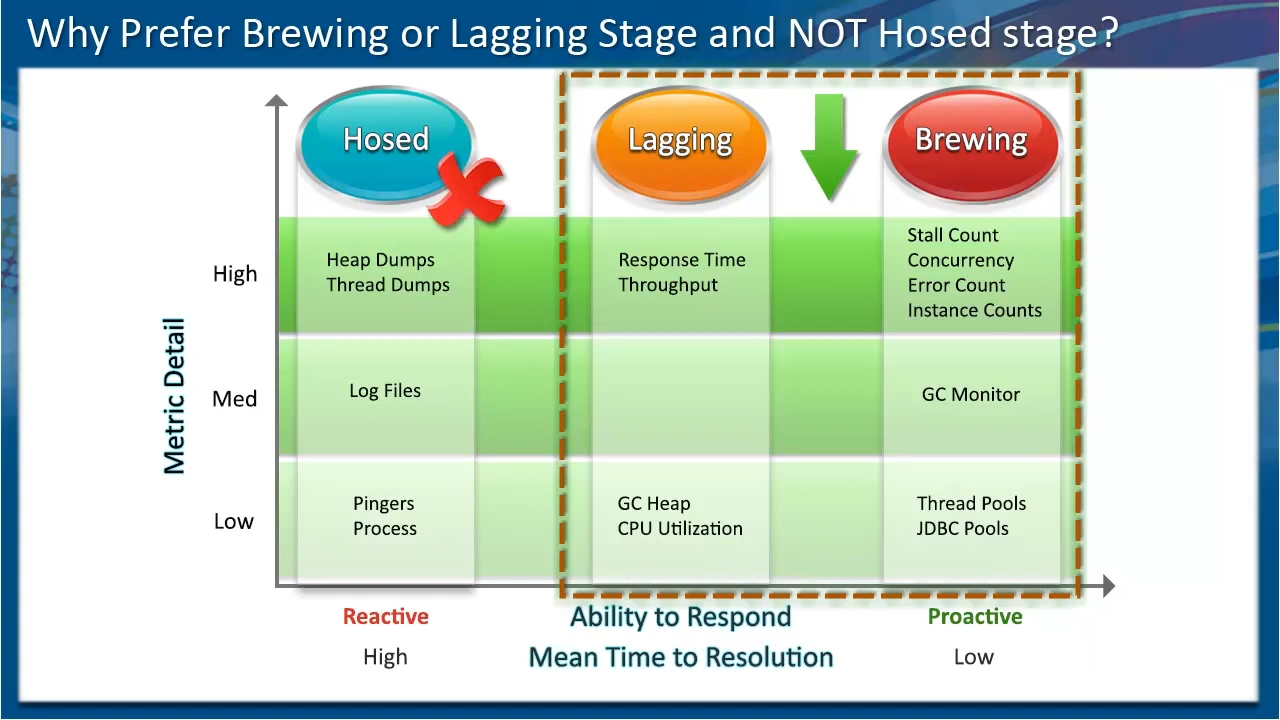 Why Prefer Brewing or Lagging Stage and NOT Hosed stage?
Hosed
Lagging
Brewing
Metric Detail
High
Heap Dumps
Thread Dumps
Response Time
Throughput
Stall Count
Concurrency
Error Count
Instance Counts
Med
Log Files
GC Monitor
Low
Pingers
Process
GC Heap
CPU Utilization
Thread Pools
JDBC Pools
Reactive
Ability to Respond
Proactive
High
Mean Time to Resolution
Low